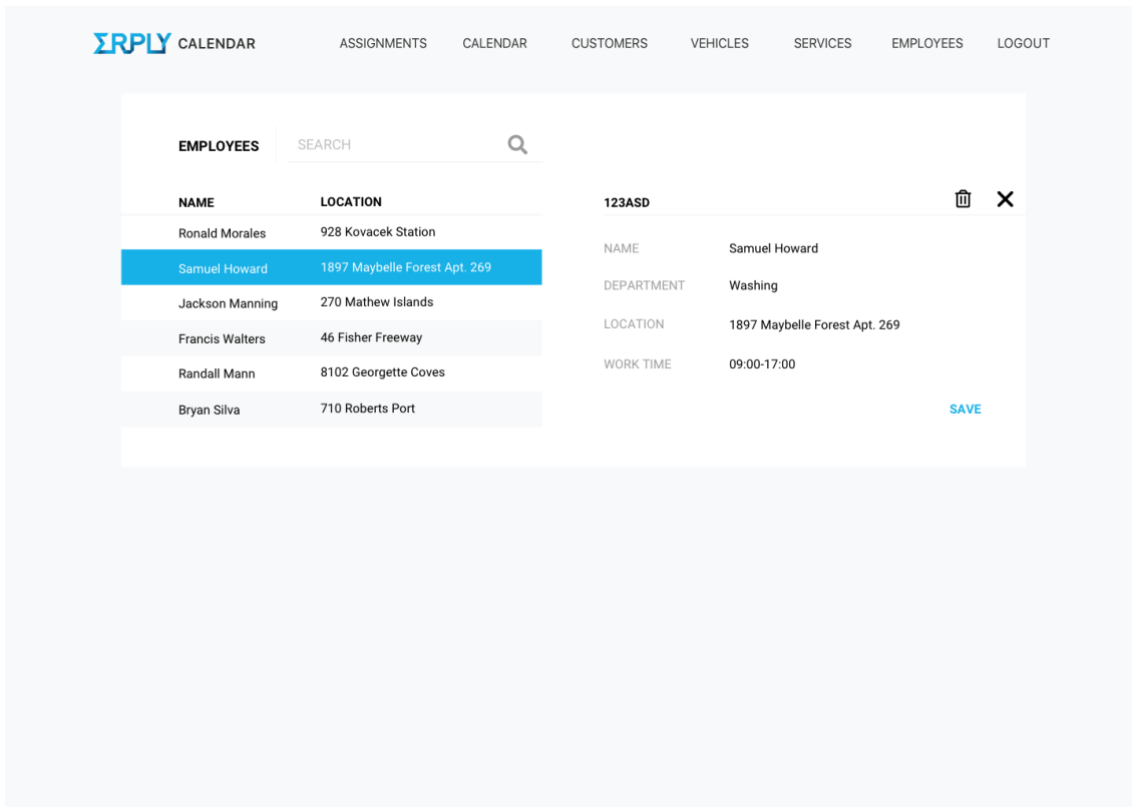 ΣRPLY CALENDAR ASSIGNMENTS CALENDAR CUSTOMERS VEHICLES SERVICES EMPLOYEES LOGOUT
EMPLOYEES SEARCH
NAME LOCATION
Ronald Morales 928 Kovacek Station
Samuel Howard 1897 Maybelle Forest Apt. 269
Jackson Manning 270 Mathew Islands
Francis Walters 46 Fisher Freeway
Randall Mann 8102 Georgette Coves
Bryan Silva 710 Roberts Port
123ASD
NAME Samuel Howard
DEPARTMENT Washing
LOCATION 1897 Maybelle Forest Apt. 269
WORK TIME 09:00-17:00
SAVE